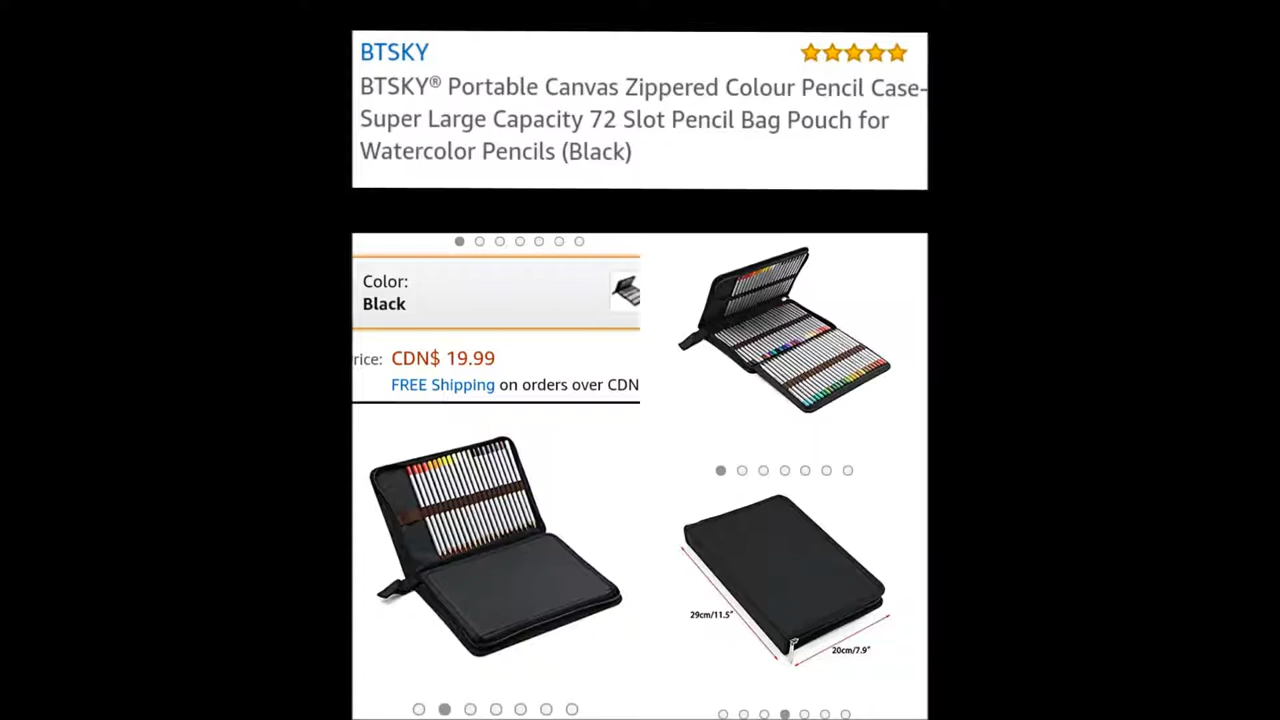 BTSKY
BTSKY® Portable Canvas Zippered Colour Pencil Case-
Super Large Capacity 72 Slot Pencil Bag Pouch for
Watercolor Pencils (Black)
Color:
Black
rice: CDN$ 19.99
FREE Shipping on orders over CDN
29cm/11.5"
20cm/7.9"